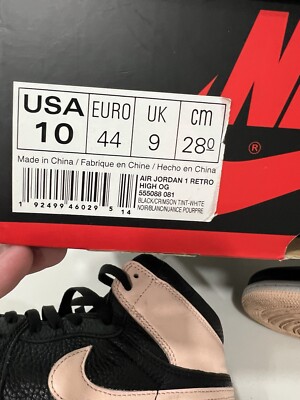 USA EURO UK cm
10 44 9 28.0
Made in China / Fabrique en Chine / Hecho en China
AIR JORDAN 1 RETRO
HIGH OG
555088 081
BLACK/CRIMSON TINT-WHITE
NOIR/BLANC/NUANCE POURPRE
1 92499 46029 5 14
®